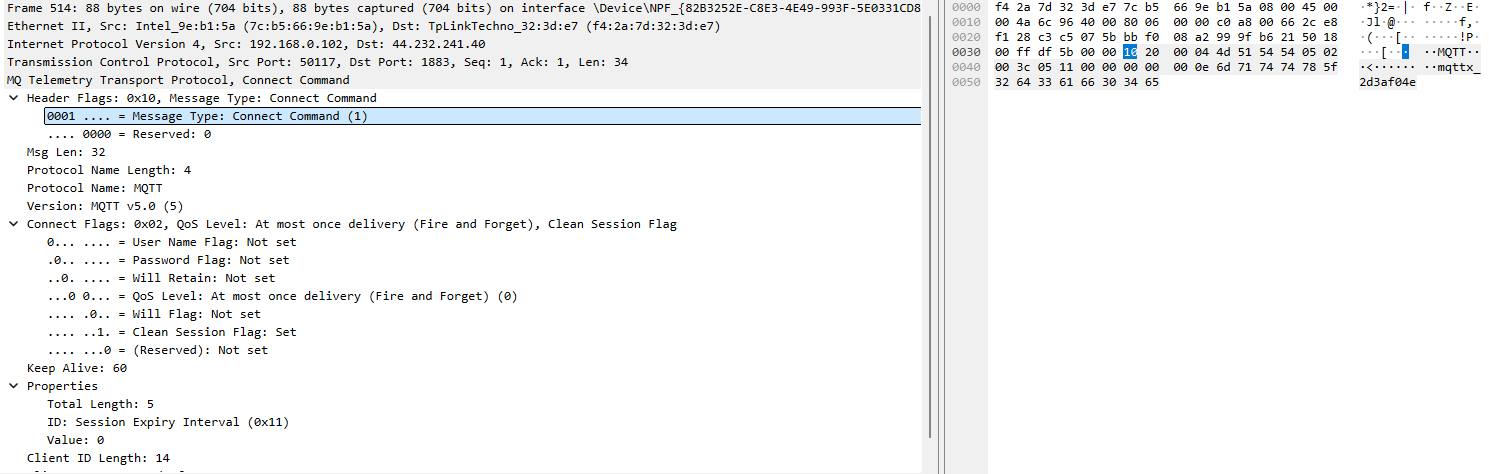 Frame 514: 88 bytes on wire (704 bits), 88 bytes captured (704 bits) on interface \Device\NPF_{82B3252E-C8E3-4E49-993F-5E0331CD8
Ethernet II, Src: Intel_9e:b1:5a (7c:b5:66:9e:b1:5a), Dst: TpLinkTechno_32:3d:e7 (f4:2a:7d:32:3d:e7)
Internet Protocol Version 4, Src: 192.168.0.102, Dst: 44.232.241.40
Transmission Control Protocol, Src Port: 50117, Dst Port: 1883, Seq: 1, Ack: 1, Len: 34
MQ Telemetry Transport Protocol, Connect Command
Header Flags: 0x10, Message Type: Connect Command
0001 .... = Message Type: Connect Command (1)
.... 0000 = Reserved: 0
Msg Len: 32
Protocol Name Length: 4
Protocol Name: MQTT
Version: MQTT v5.0 (5)
Connect Flags: 0x02, QoS Level: At most once delivery (Fire and Forget), Clean Session Flag
0... .... = User Name Flag: Not set
.0.. .... = Password Flag: Not set
..0. .... = Will Retain: Not set
...0 0... = QoS Level: At most once delivery (Fire and Forget) (0)
.... .0.. = Will Flag: Not set
.... ..1. = Clean Session Flag: Set
.... ...0 = (Reserved): Not set
Keep Alive: 60
Properties
Total Length: 5
ID: Session Expiry Interval (0x11)
Value: 0
Client ID Length: 14
0000 f4 2a 7d 32 3d e7 7c b5 66 9e b1 5a 08 00 45 00 ·*}2=·|· f··Z··E·
0010 00 4a 6c 96 40 00 80 06 00 00 c0 a8 00 66 2c e8 ·Jl·@··· ·····f,·
0020 f1 28 c3 c5 07 5b bb f0 08 a2 99 9f b6 21 50 18 ·(···[·· ·····!P·
0030 00 ff df 5b 00 00 10 20 00 04 4d 51 54 54 05 02 ···[···  ··MQTT··
0040 00 3c 05 11 00 00 00 00 00 0e 6d 71 74 74 78 5f ·<······ ··mqttx_
0050 32 64 33 61 66 30 34 65 2d3af04e